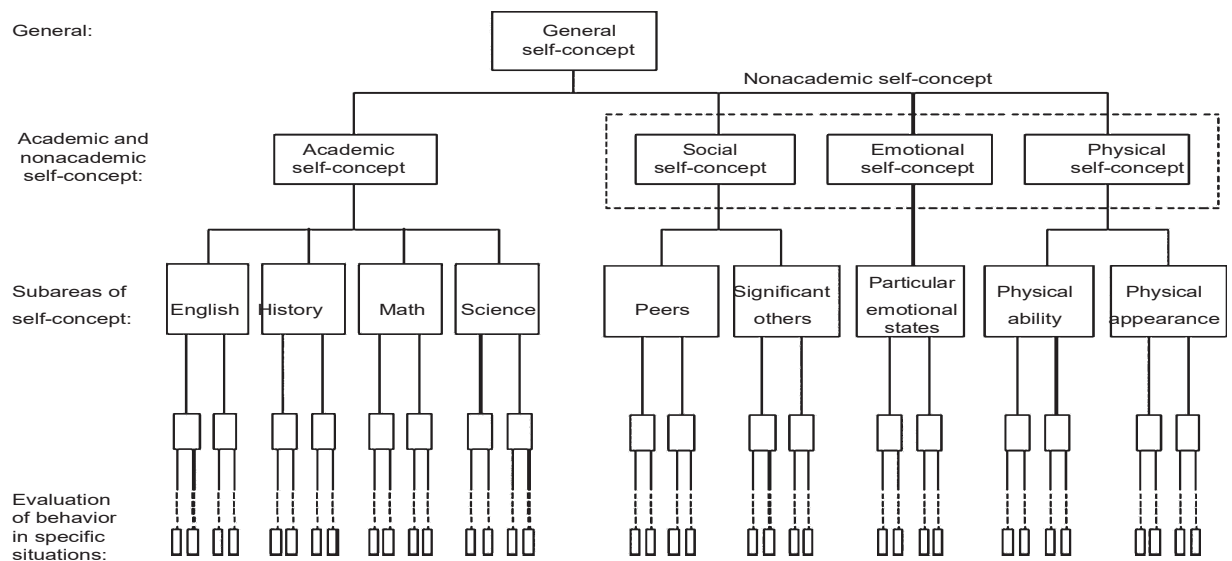 General:
General
self-concept
Nonacademic self-concept
Academic and
nonacademic
self-concept:
Academic
self-concept
Social
self-concept
Emotional
self-concept
Physical
self-concept
Subareas of
self-concept:
English
History
Math
Science
Peers
Significant
others
Particular
emotional
states
Physical
ability
Physical
appearance
Evaluation
of behavior
in specific
situations: